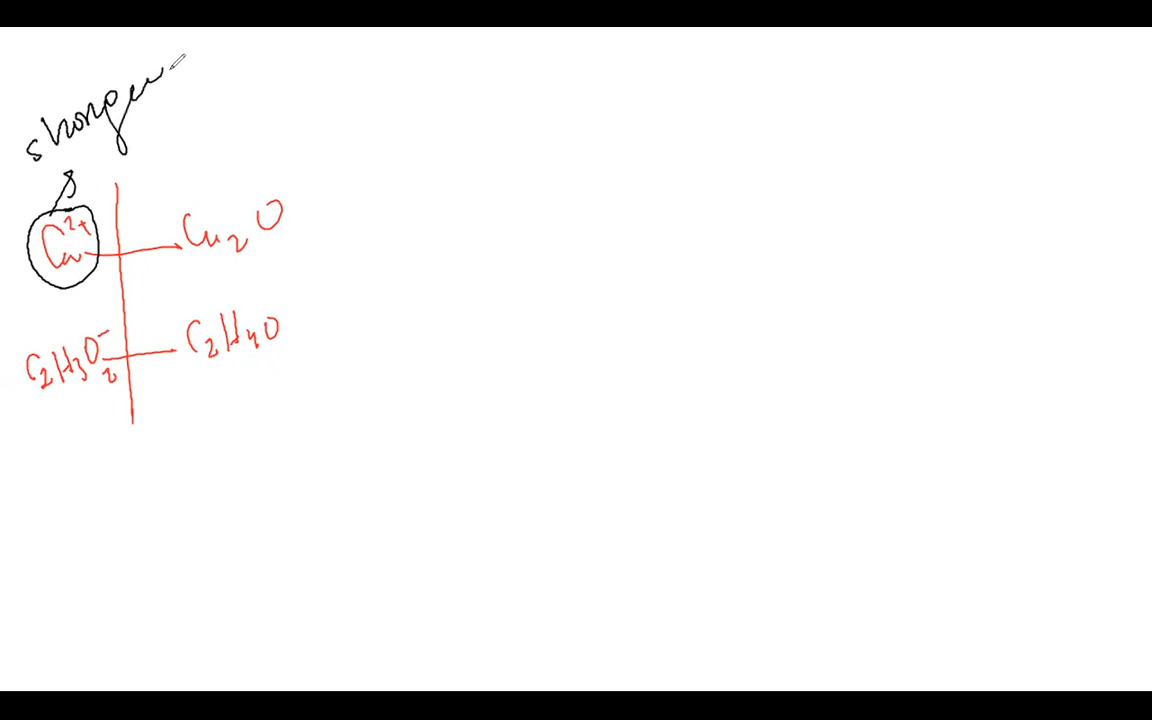 stronger
Cu²⁺ → Cu₂O
C₂H₃O₂⁻ → C₂H₄O